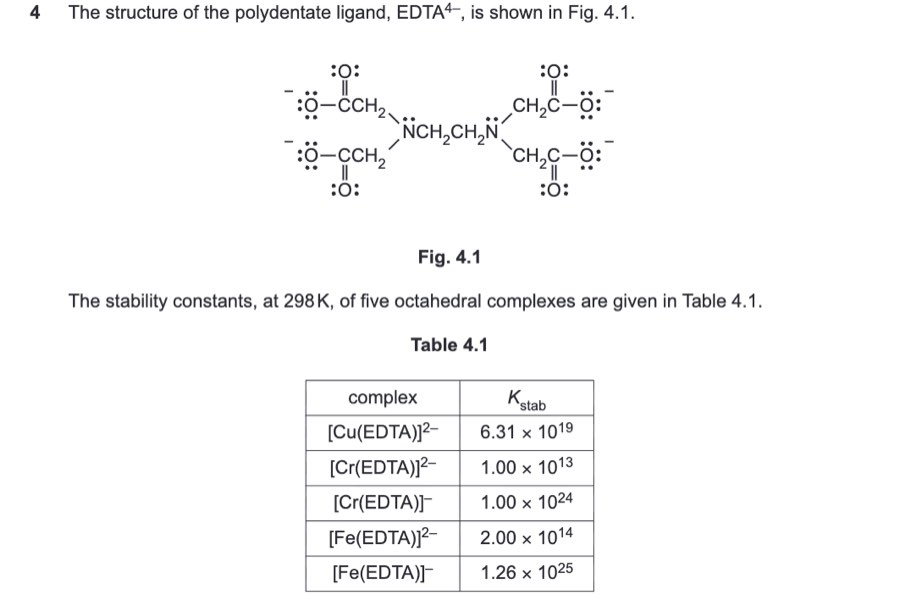 4 The structure of the polydentate ligand, EDTA⁴⁻, is shown in Fig. 4.1.
:O: :O:
⁻:Ö–CCH₂ CH₂C–Ö:⁻
N̈CH₂CH₂N̈
⁻:Ö–CCH₂ CH₂C–Ö:⁻
:O: :O:
Fig. 4.1
The stability constants, at 298 K, of five octahedral complexes are given in Table 4.1.
Table 4.1
complex K_stab
[Cu(EDTA)]²⁻ 6.31 × 10¹⁹
[Cr(EDTA)]²⁻ 1.00 × 10¹³
[Cr(EDTA)]⁻ 1.00 × 10²⁴
[Fe(EDTA)]²⁻ 2.00 × 10¹⁴
[Fe(EDTA)]⁻ 1.26 × 10²⁵